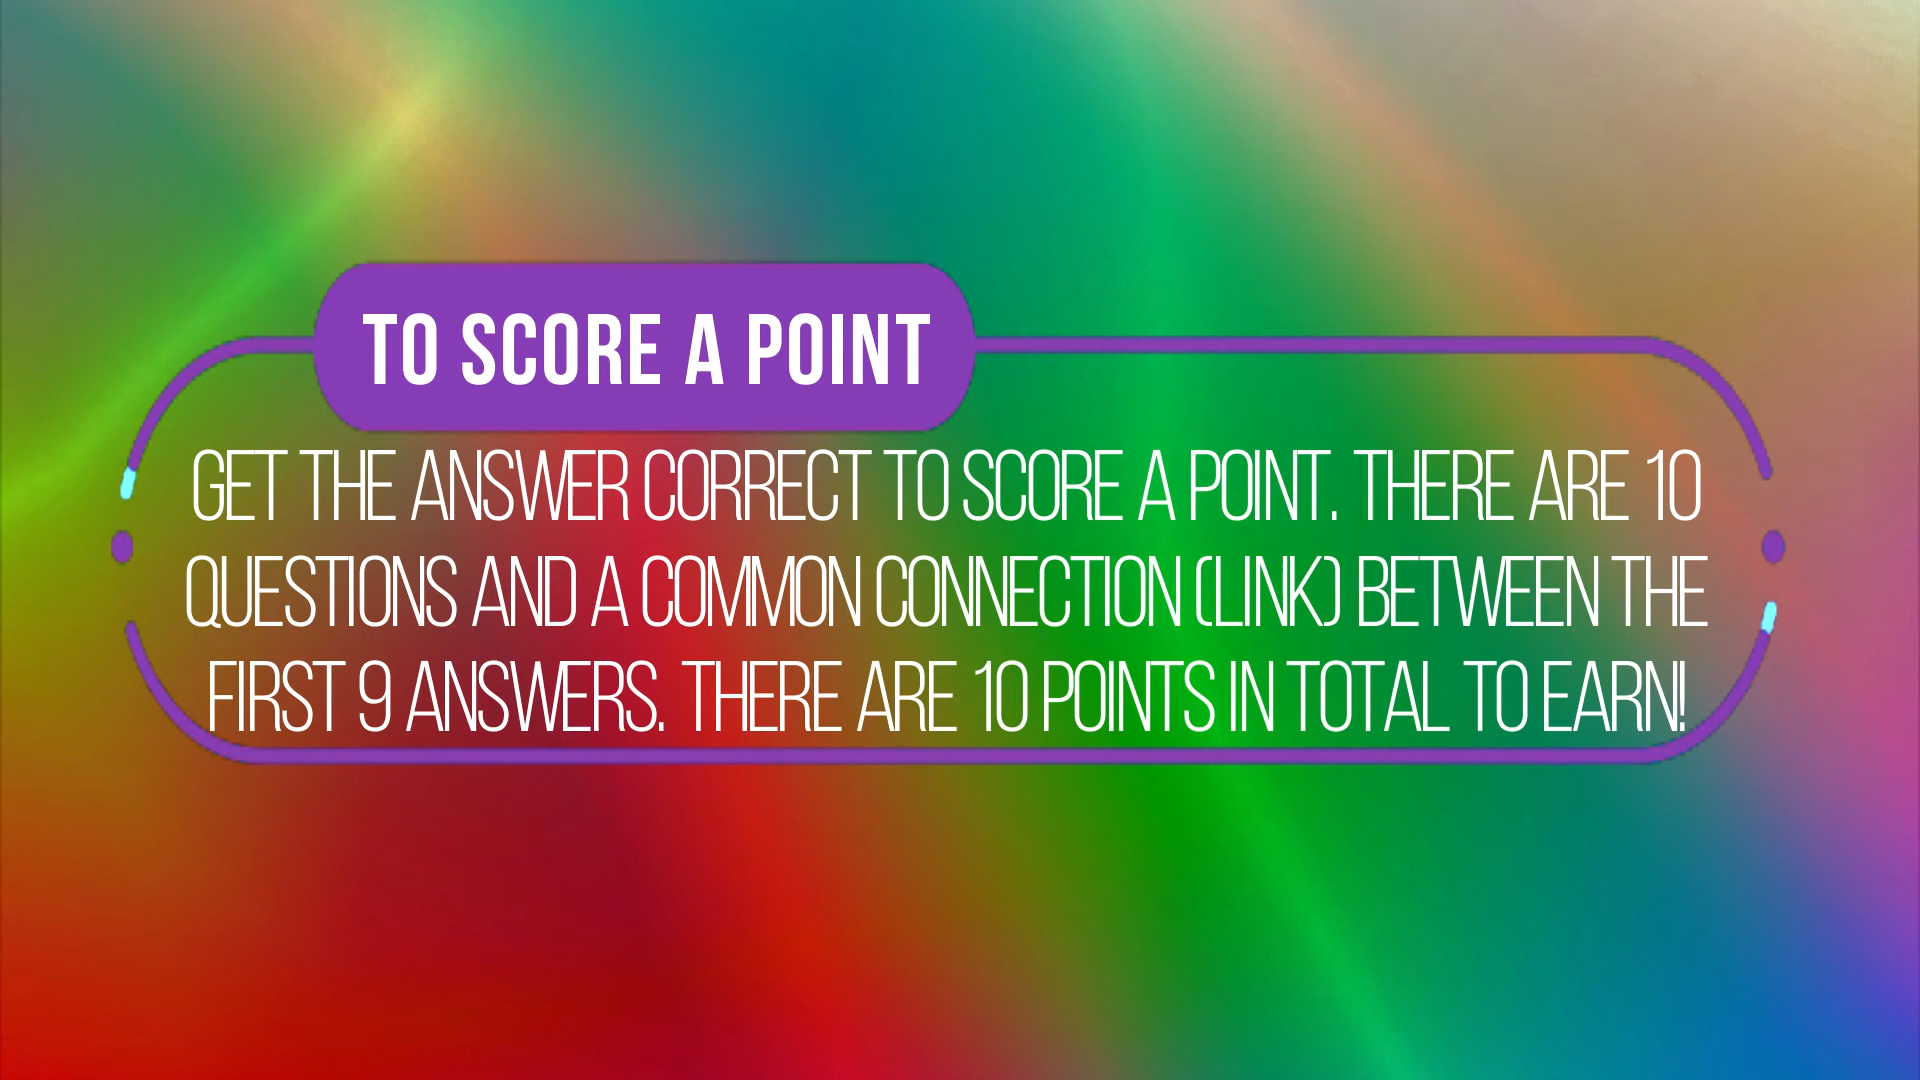 TO SCORE A POINT
GET THE ANSWER CORRECT TO SCORE A POINT. THERE ARE 10
QUESTIONS AND A COMMON CONNECTION (LINK) BETWEEN THE
FIRST 9 ANSWERS. THERE ARE 10 POINTS IN TOTAL TO EARN!